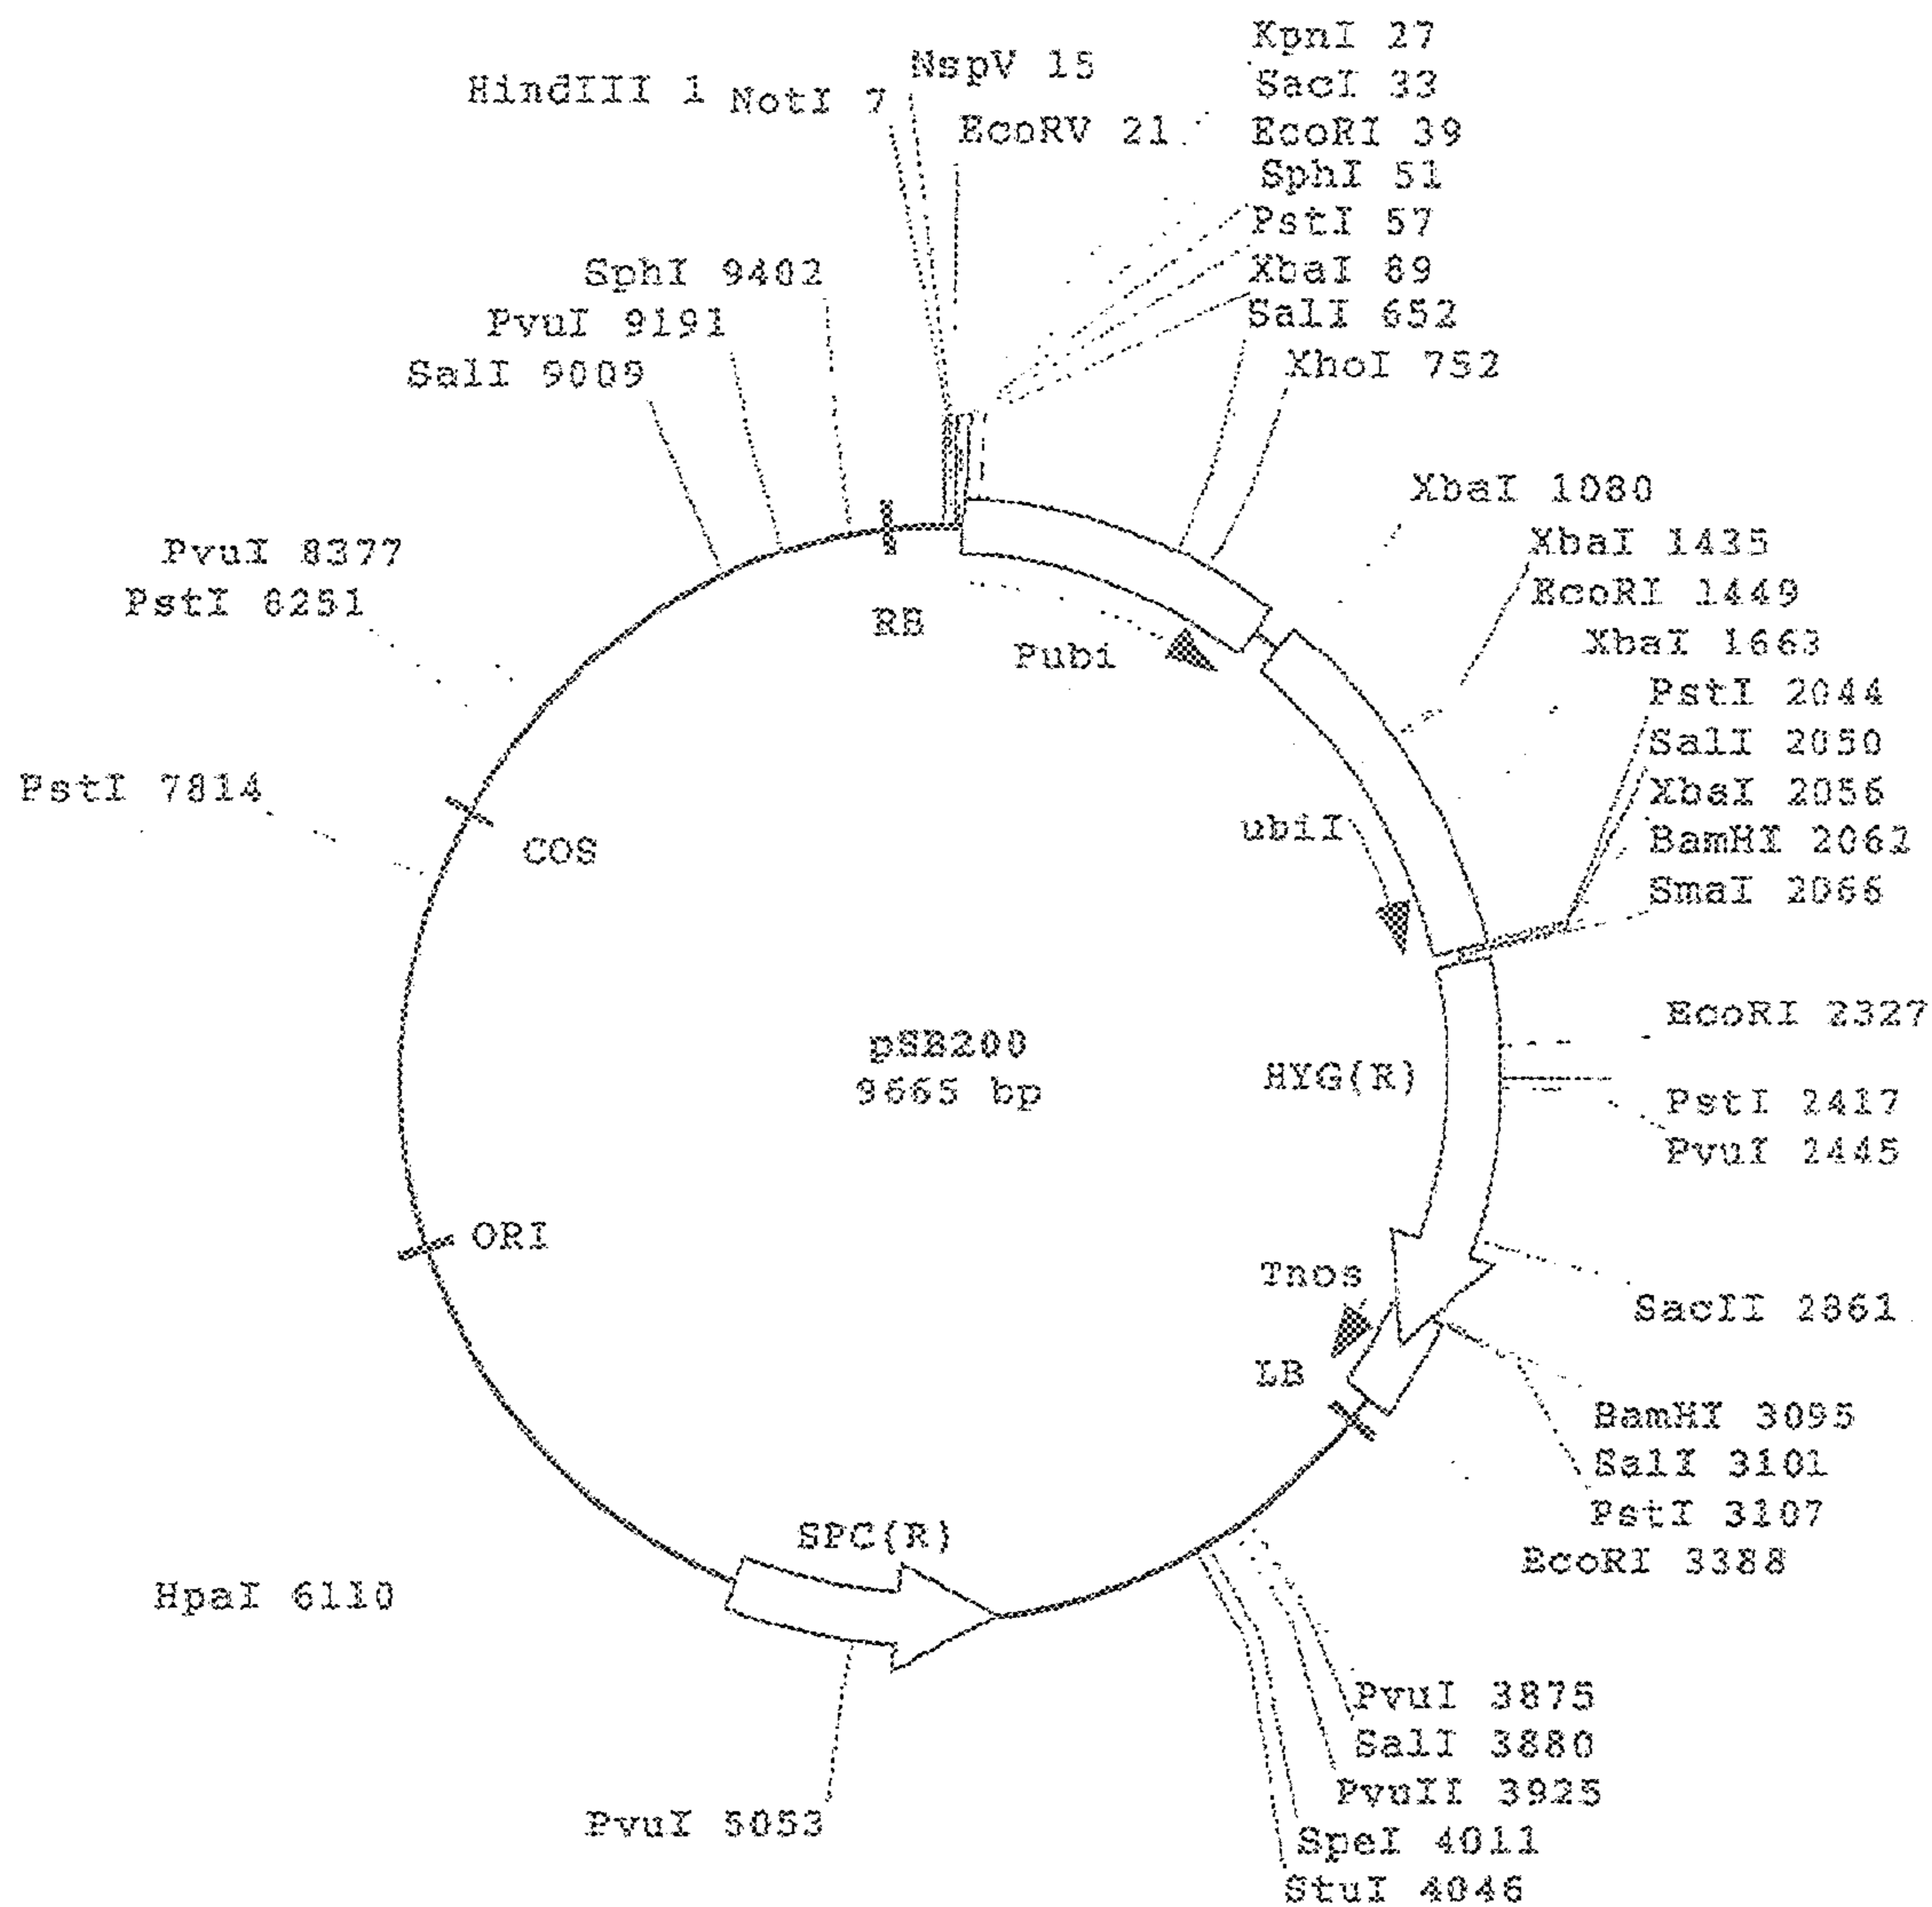 HindIII 1
NotI 7
NspV 15
EcoRV 21
KpnI 27
SacI 33
EcoRI 39
SphI 51
PstI 57
XbaI 89
SalI 652
XhoI 752
XbaI 1080
XbaI 1435
EcoRI 1449
XbaI 1663
PstI 2044
SalI 2050
XbaI 2056
BamHI 2062
SmaI 2066
EcoRI 2327
PstI 2417
PvuI 2445
SacII 2861
BamHI 3095
SalI 3101
PstI 3107
EcoRI 3388
PvuI 3875
SalI 3880
PvuII 3925
SpeI 4011
StuI 4046
PvuI 5053
HpaI 6110
PstI 7814
PstI 8251
PvuI 8377
SalI 9009
PvuI 9191
SphI 9402
RB
Pubi
ubiI
HYG(R)
Tnos
LB
SPC(R)
ORI
COS
pSB200
9665 bp